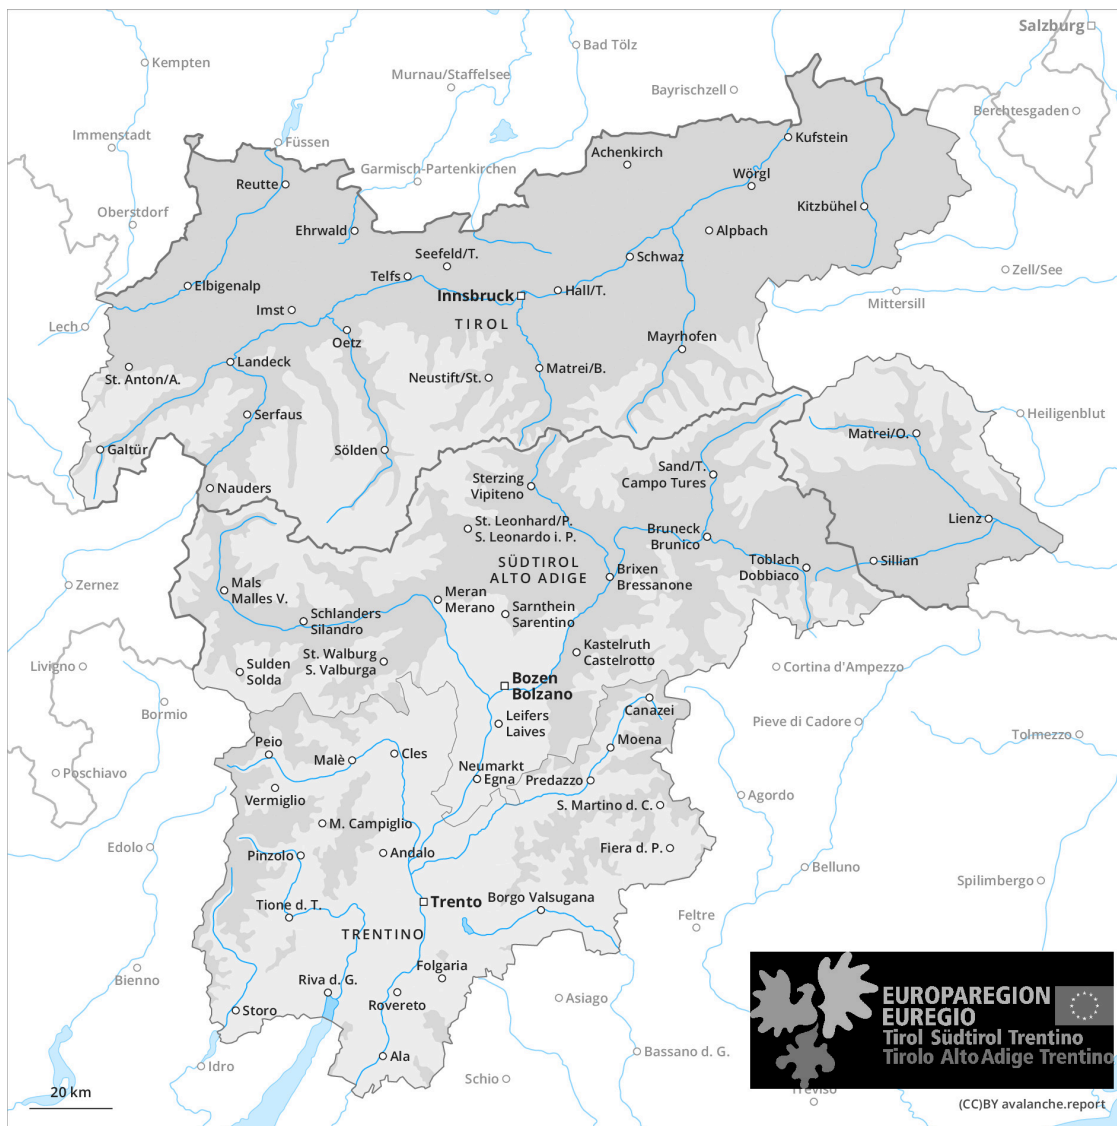 Salzburg
Bad Tölz
Kempten
Murnau/Staffelsee
Bayrischzell
Berchtesgaden
Immenstadt
Füssen
Kufstein
Achenkirch
Garmisch-Partenkirchen
Wörgl
Reutte
Oberstdorf
Kitzbühel
Ehrwald
Alpbach
Seefeld/T.
Schwaz
Zell/See
Telfs
Elbigenalp
Hall/T.
Innsbruck
Mittersill
Imst
TIROL
Lech
Oetz
Mayrhofen
Landeck
Matrei/B.
St. Anton/A.
Neustift/St.
Serfaus
Heiligenblut
Matrei/O.
Galtür
Sölden
Sand/T.
Campo Tures
Sterzing
Vipiteno
Nauders
Lienz
St. Leonhard/P.
S. Leonardo i. P.
Bruneck
Brunico
SÜDTIROL
ALTO ADIGE
Toblach
Dobbiaco
Sillian
Brixen
Bressanone
Zernez
Mals
Malles V.
Meran
Merano
Sarnthein
Sarentino
Schlanders
Silandro
Kastelruth
Castelrotto
St. Walburg
S. Valburga
Livigno
Sulden
Solda
Cortina d'Ampezzo
Bozen
Bolzano
Bormio
Canazei
Leifers
Laives
Pieve di Cadore
Tolmezzo
Peio
Moena
Malè
Cles
Poschiavo
Neumarkt
Egna
Predazzo
Vermiglio
Agordo
S. Martino d. C.
M. Campiglio
Edolo
Pinzolo
Andalo
Fiera d. P.
Belluno
Spilimbergo
Trento
Borgo Valsugana
Tione d. T.
Feltre
TRENTINO
Bienno
Folgaria
Riva d. G.
Rovereto
Asiago
Storo
EUROPAREGION
EUREGIO
Tirol Südtirol Trentino
Tirolo Alto Adige Trentino
Ala
Bassano d. G.
Idro
Schio
Treviso
20 km
(CC)BY avalanche.report